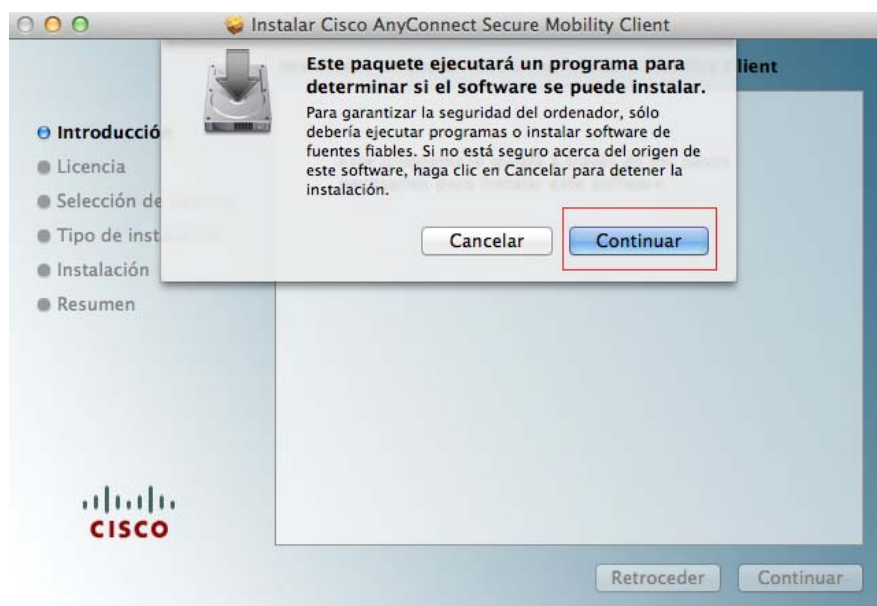 Instalar Cisco AnyConnect Secure Mobility Client
Este paquete ejecutará un programa para
determinar si el software se puede instalar.
Para garantizar la seguridad del ordenador, sólo
debería ejecutar programas o instalar software de
fuentes fiables. Si no está seguro acerca del origen de
este software, haga clic en Cancelar para detener la
instalación.
Cancelar
Continuar
Introducció
Licencia
Selección de
Tipo de inst
Instalación
Resumen
CISCO
Retroceder
Continuar